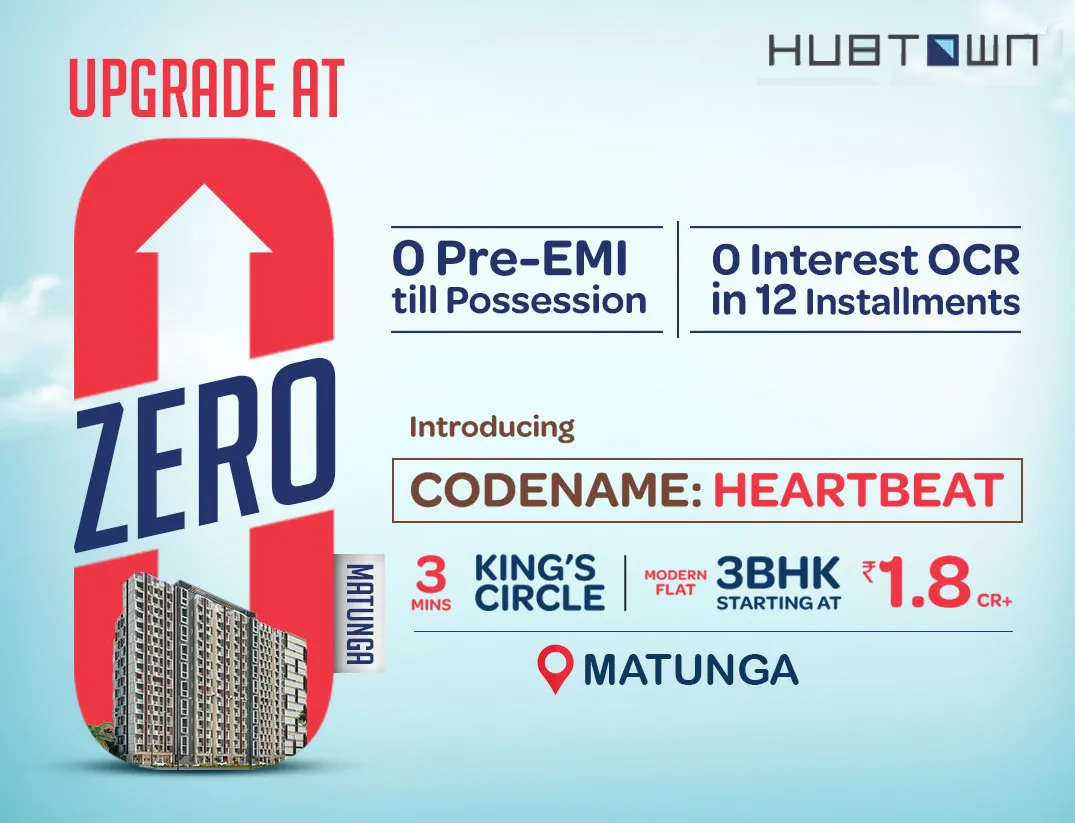 HUBTOWN
UPGRADE AT
ZERO
MATUNGA
0 Pre-EMI
till Possession
0 Interest OCR
in 12 Installments
Introducing
CODENAME: HEARTBEAT
3
MINS
KING'S
CIRCLE
MODERN
FLAT
3BHK
STARTING AT
₹1.8 CR+
MATUNGA